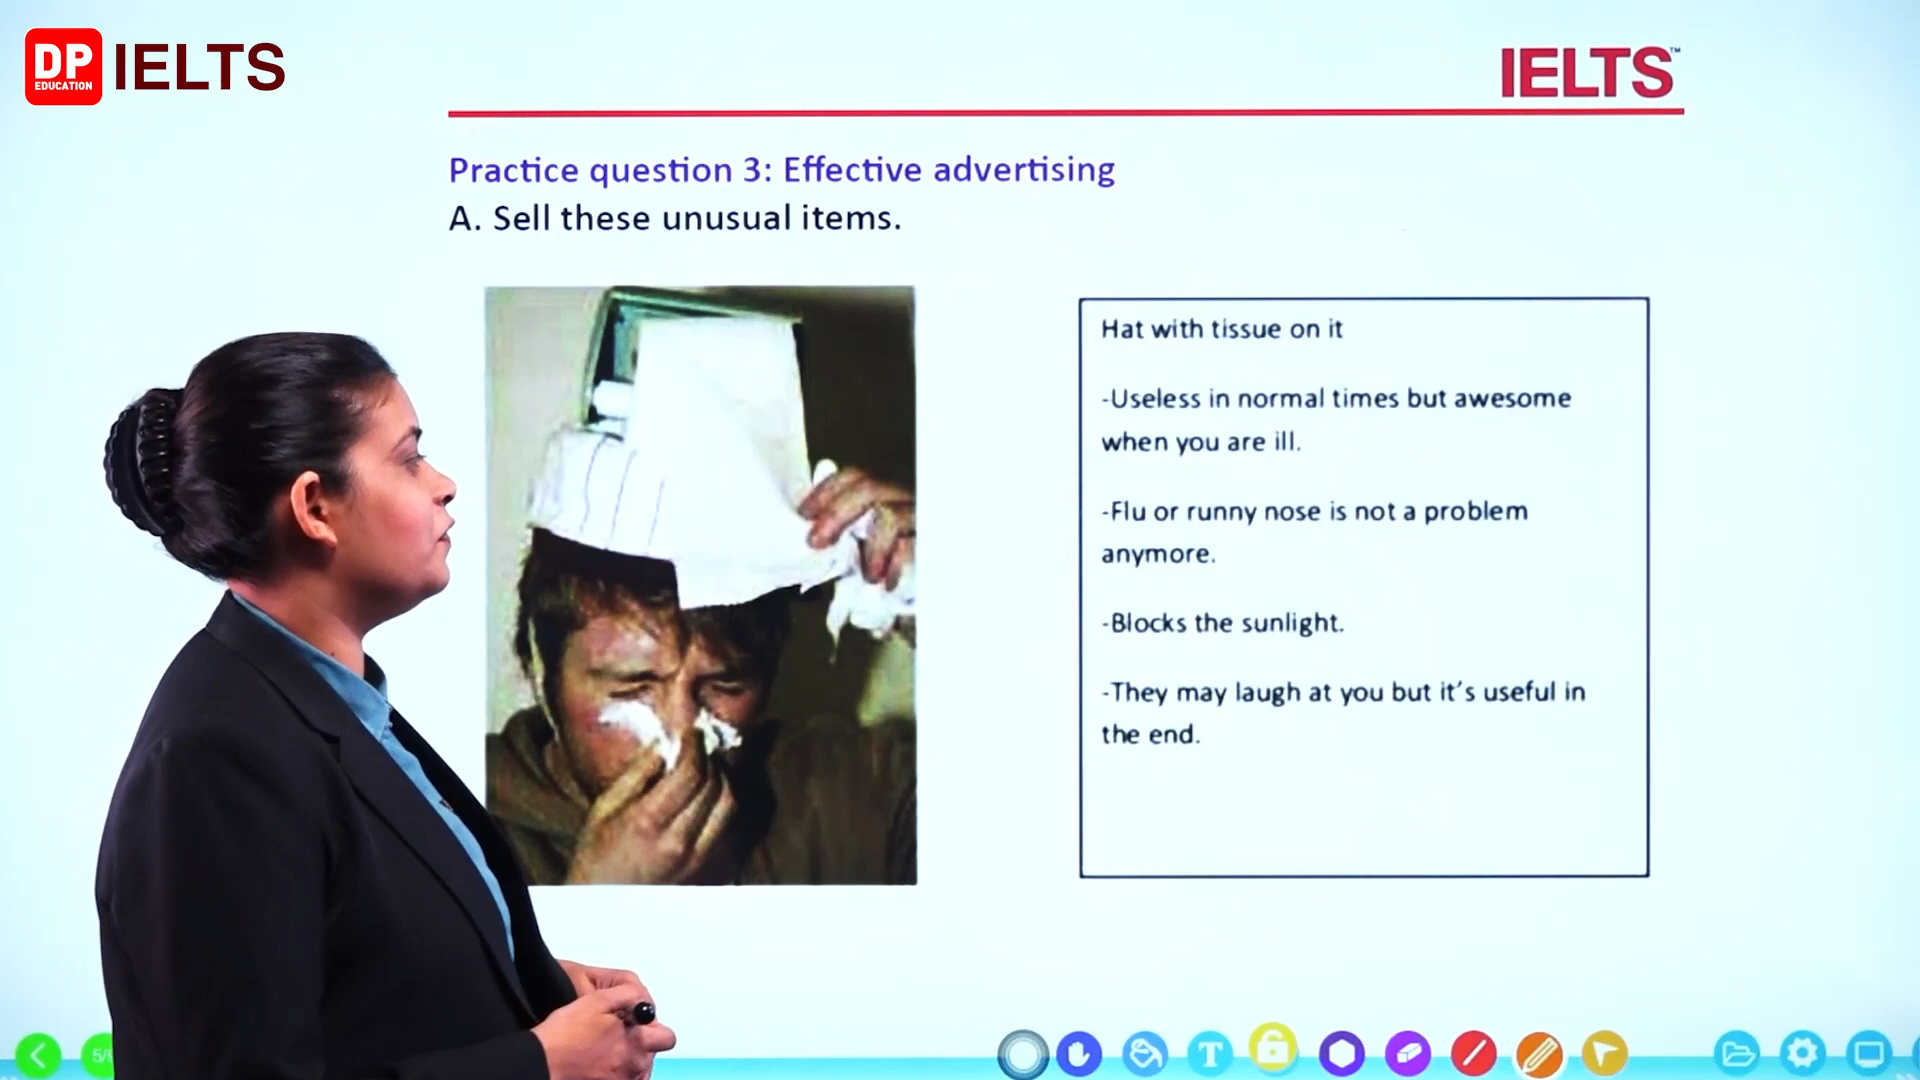 DP
EDUCATION
IELTS
IELTS™
Practice question 3: Effective advertising
A. Sell these unusual items.
Hat with tissue on it
-Useless in normal times but awesome
when you are ill.
-Flu or runny nose is not a problem
anymore.
-Blocks the sunlight.
-They may laugh at you but it's useful in
the end.
T